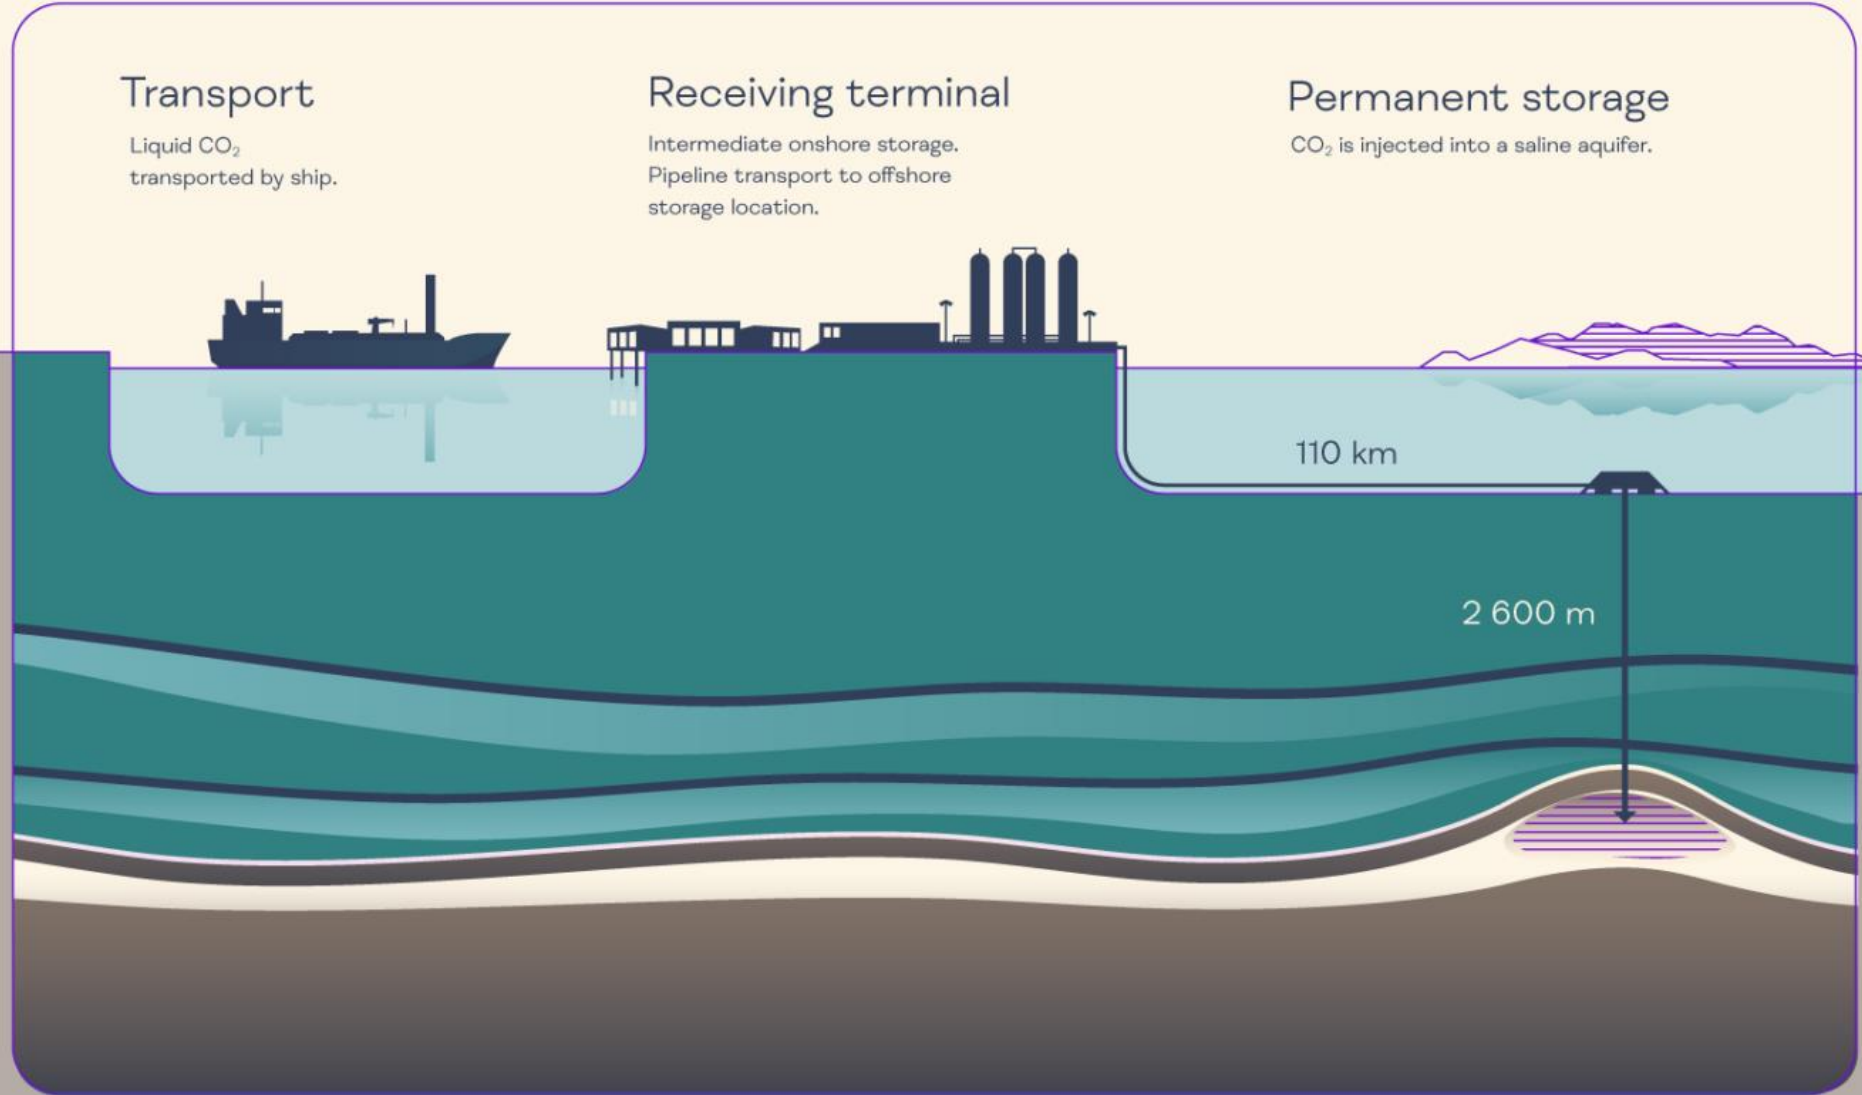 Transport
Liquid CO₂
transported by ship.
Receiving terminal
Intermediate onshore storage.
Pipeline transport to offshore
storage location.
Permanent storage
CO₂ is injected into a saline aquifer.
110 km
2 600 m